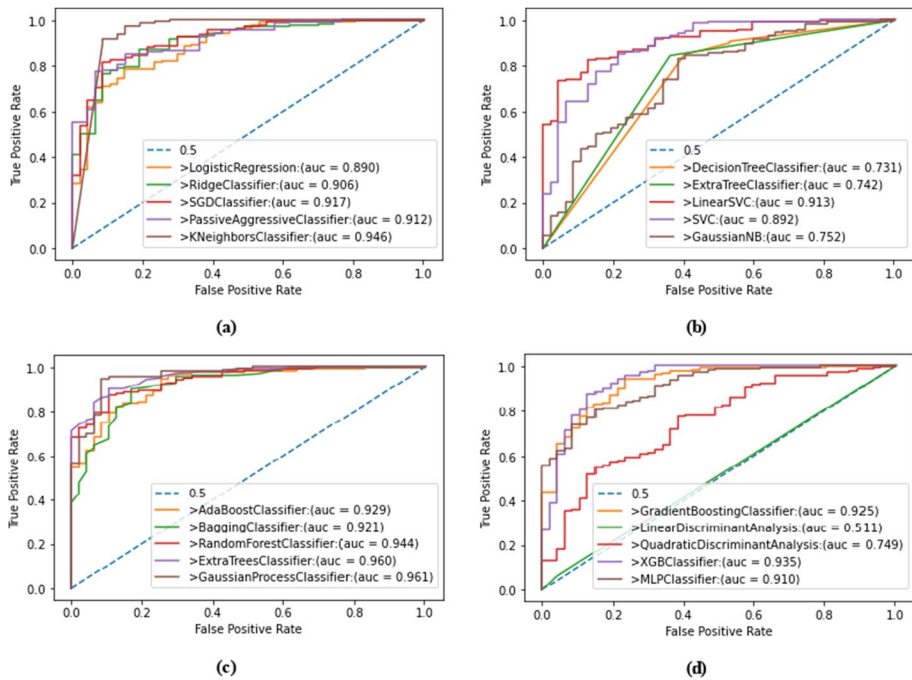 1.0
0.8
0.6
0.4
0.2
0.0
True Positive Rate
0.5
>LogisticRegression:(auc = 0.890)
>RidgeClassifier:(auc = 0.906)
>SGDClassifier:(auc = 0.917)
>PassiveAggressiveClassifier:(auc = 0.912)
>KNeighborsClassifier:(auc = 0.946)
0.0 0.2 0.4 0.6 0.8 1.0
False Positive Rate
(a)
1.0
0.8
0.6
0.4
0.2
0.0
True Positive Rate
0.5
>DecisionTreeClassifier:(auc = 0.731)
>ExtraTreeClassifier:(auc = 0.742)
>LinearSVC:(auc = 0.913)
>SVC:(auc = 0.892)
>GaussianNB:(auc = 0.752)
0.0 0.2 0.4 0.6 0.8 1.0
False Positive Rate
(b)
1.0
0.8
0.6
0.4
0.2
0.0
True Positive Rate
0.5
>AdaBoostClassifier:(auc = 0.929)
>BaggingClassifier:(auc = 0.921)
>RandomForestClassifier:(auc = 0.944)
>ExtraTreesClassifier:(auc = 0.960)
>GaussianProcessClassifier:(auc = 0.961)
0.0 0.2 0.4 0.6 0.8 1.0
False Positive Rate
(c)
1.0
0.8
0.6
0.4
0.2
0.0
True Positive Rate
0.5
>GradientBoostingClassifier:(auc = 0.925)
>LinearDiscriminantAnalysis:(auc = 0.511)
>QuadraticDiscriminantAnalysis:(auc = 0.749)
>XGBClassifier:(auc = 0.935)
>MLPClassifier:(auc = 0.910)
0.0 0.2 0.4 0.6 0.8 1.0
False Positive Rate
(d)